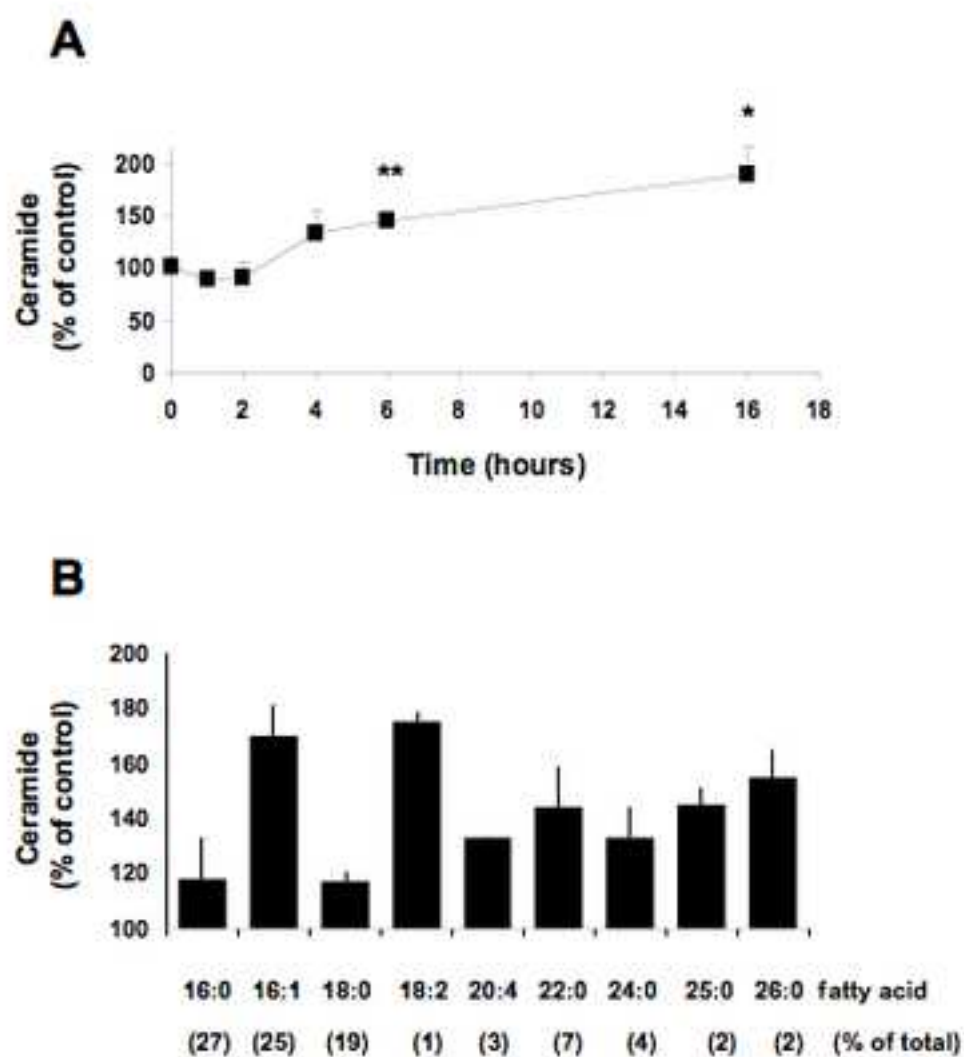 A
*
**
200
150
100
50
0
Ceramide
(% of control)
0 2 4 6 8 10 12 14 16 18
Time (hours)
B
200
180
160
140
120
100
Ceramide
(% of control)
16:0 16:1 18:0 18:2 20:4 22:0 24:0 25:0 26:0 fatty acid
(27) (25) (19) (1) (3) (7) (4) (2) (2) (% of total)